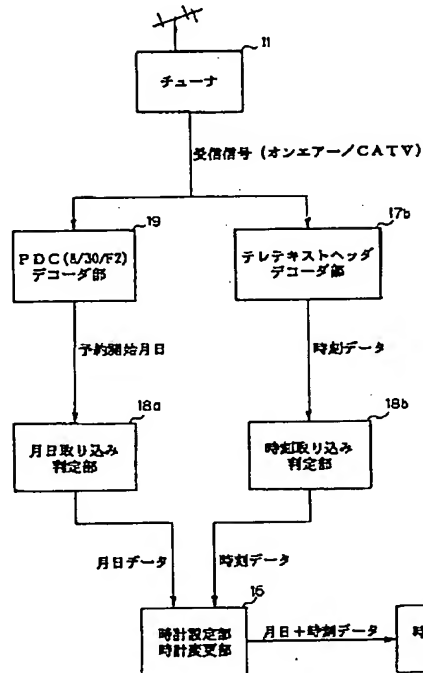 11
チューナ
受信信号 (オンエアー／CATV)
19
PDC(8/30/F2)
デコーダ部
17b
テレテキストヘッダ
デコーダ部
予約開始月日
時刻データ
18a
月日取り込み
判定部
18b
時刻取り込み
判定部
月日データ
時刻データ
16
時計設定部
時計変更部
月日＋時刻データ
時